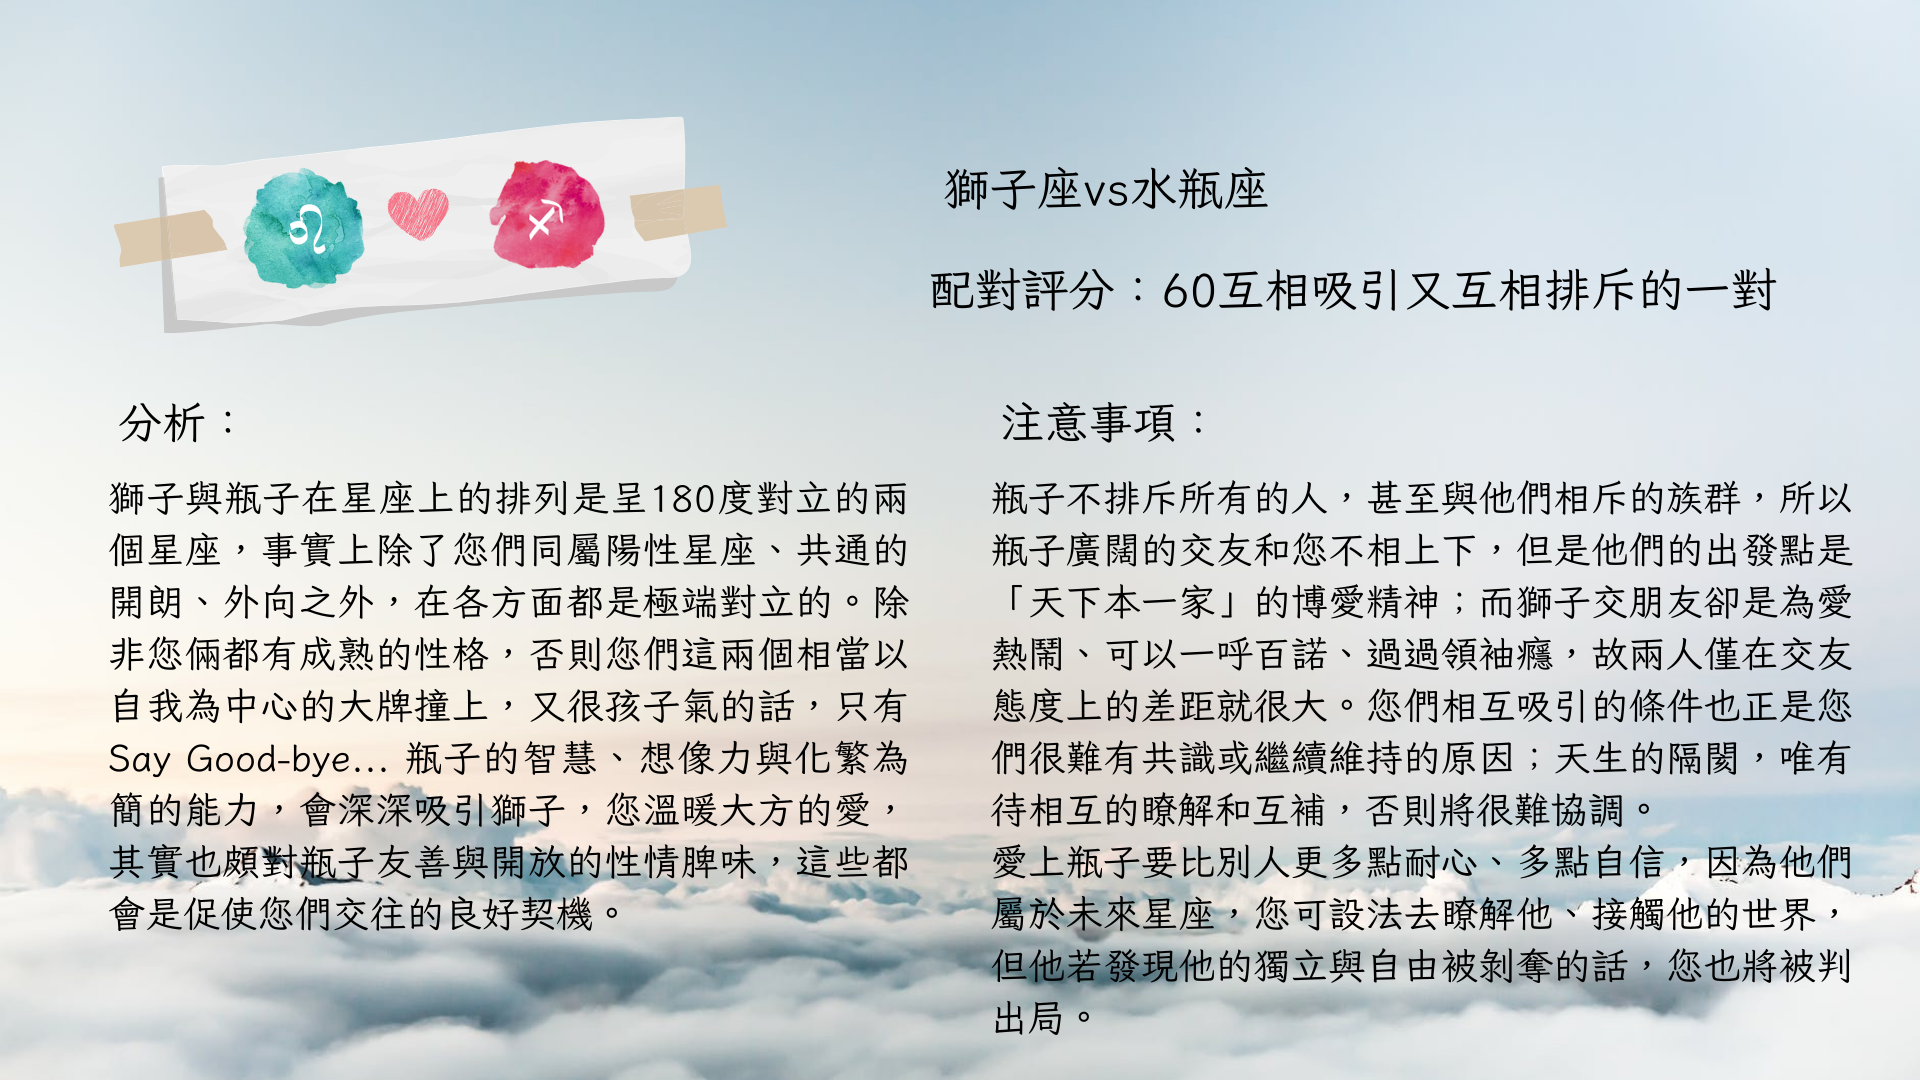 ♌ ♐
獅子座vs水瓶座
配對評分：60互相吸引又互相排斥的一對
分析：
獅子與瓶子在星座上的排列是呈180度對立的兩
個星座，事實上除了您們同屬陽性星座、共通的
開朗、外向之外，在各方面都是極端對立的。除
非您倆都有成熟的性格，否則您們這兩個相當以
自我為中心的大牌撞上，又很孩子氣的話，只有
Say Good-bye... 瓶子的智慧、想像力與化繁為
簡的能力，會深深吸引獅子，您溫暖大方的愛，
其實也頗對瓶子友善與開放的性情脾味，這些都
會是促使您們交往的良好契機。
注意事項：
瓶子不排斥所有的人，甚至與他們相斥的族群，所以
瓶子廣闊的交友和您不相上下，但是他們的出發點是
「天下本一家」的博愛精神；而獅子交朋友卻是為愛
熱鬧、可以一呼百諾、過過領袖癮，故兩人僅在交友
態度上的差距就很大。您們相互吸引的條件也正是您
們很難有共識或繼續維持的原因；天生的隔閡，唯有
待相互的瞭解和互補，否則將很難協調。
愛上瓶子要比別人更多點耐心、多點自信，因為他們
屬於未來星座，您可設法去瞭解他、接觸他的世界，
但他若發現他的獨立與自由被剝奪的話，您也將被判
出局。